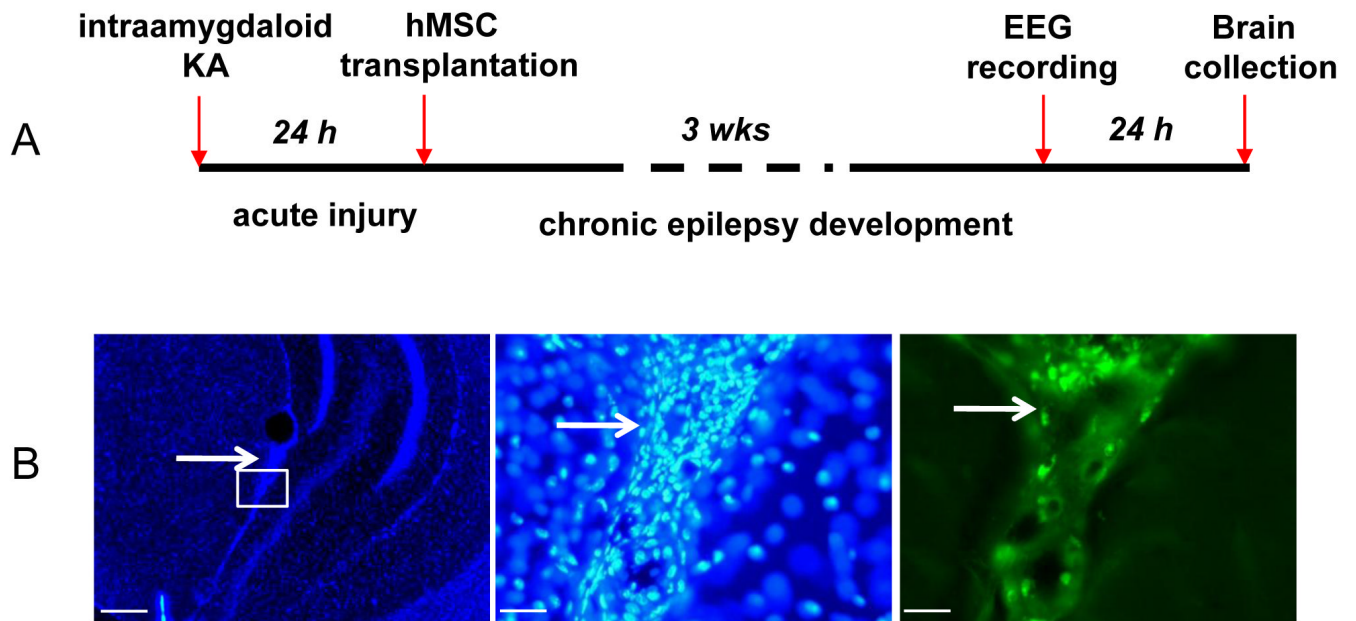 intraamygdaloid
KA
hMSC
transplantation
EEG
recording
Brain
collection
A
24 h
3 wks
24 h
acute injury
chronic epilepsy development
B